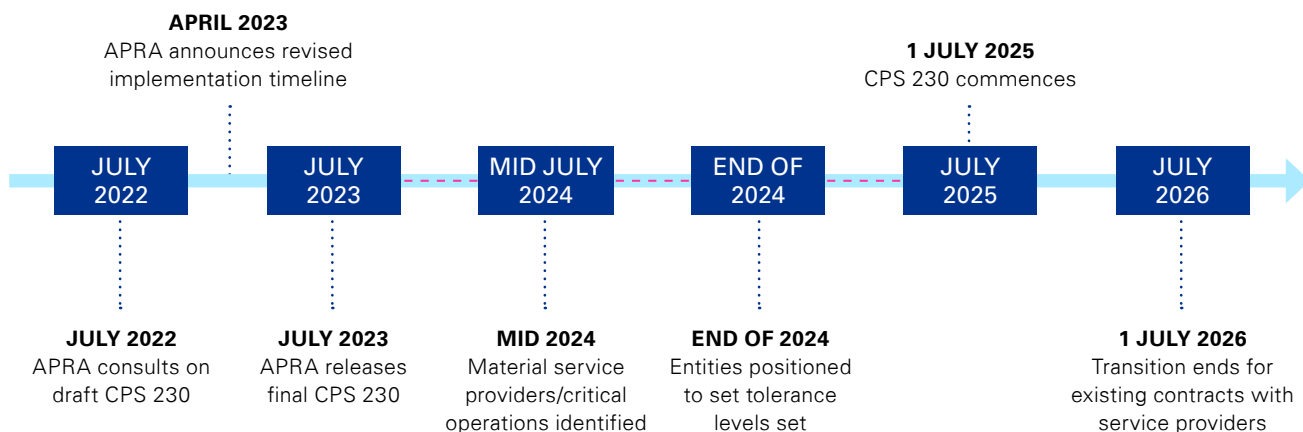 APRIL 2023
APRA announces revised
implementation timeline
1 JULY 2025
CPS 230 commences
JULY
2022
JULY
2023
MID JULY
2024
END OF
2024
JULY
2025
JULY
2026
JULY 2022
APRA consults on
draft CPS 230
JULY 2023
APRA releases
final CPS 230
MID 2024
Material service
providers/critical
operations identified
END OF 2024
Entities positioned
to set tolerance
levels set
1 JULY 2026
Transition ends for
existing contracts with
service providers